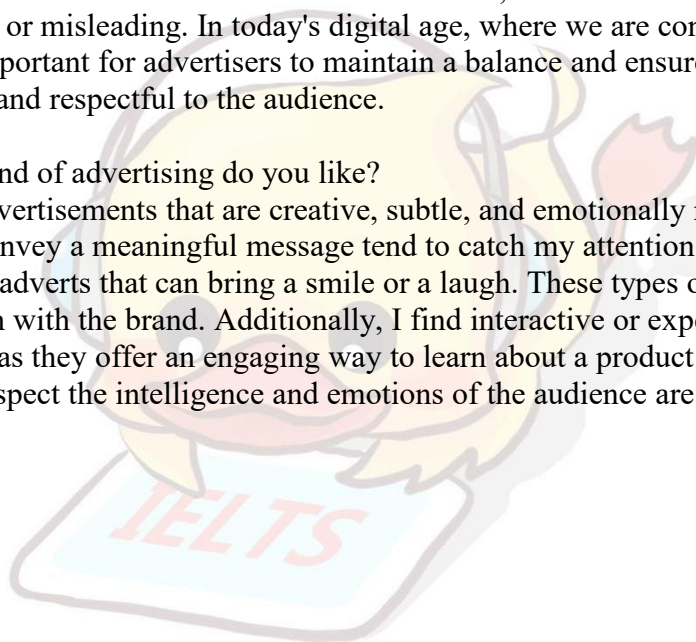 or misleading. In today's digital age, where we are con
portant for advertisers to maintain a balance and ensure
and respectful to the audience.
nd of advertising do you like?
vertisements that are creative, subtle, and emotionally
nvey a meaningful message tend to catch my attention
adverts that can bring a smile or a laugh. These types o
with the brand. Additionally, I find interactive or exp
as they offer an engaging way to learn about a product
spect the intelligence and emotions of the audience are
IELTS